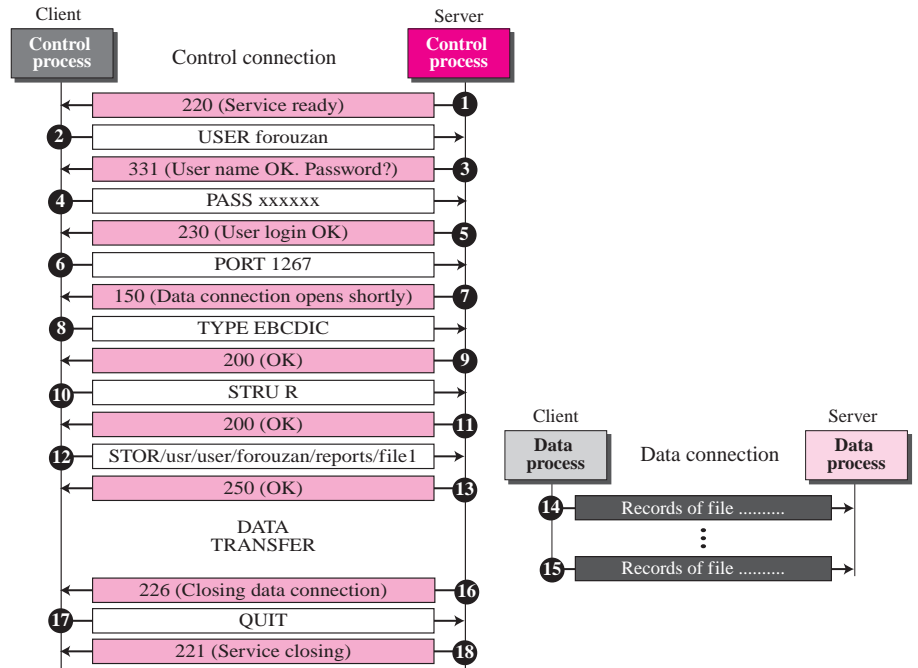 Client
Server
Control
process
Control connection
Control
process
220 (Service ready)
1
2
USER forouzan
331 (User name OK. Password?)
3
4
PASS xxxxxx
230 (User login OK)
5
6
PORT 1267
150 (Data connection opens shortly)
7
8
TYPE EBCDIC
200 (OK)
9
10
STRU R
200 (OK)
11
12
STOR/usr/user/forouzan/reports/file1
250 (OK)
13
DATA
TRANSFER
Client
Server
Data
process
Data connection
Data
process
14
Records of file ..........
15
Records of file ..........
226 (Closing data connection)
16
17
QUIT
221 (Service closing)
18